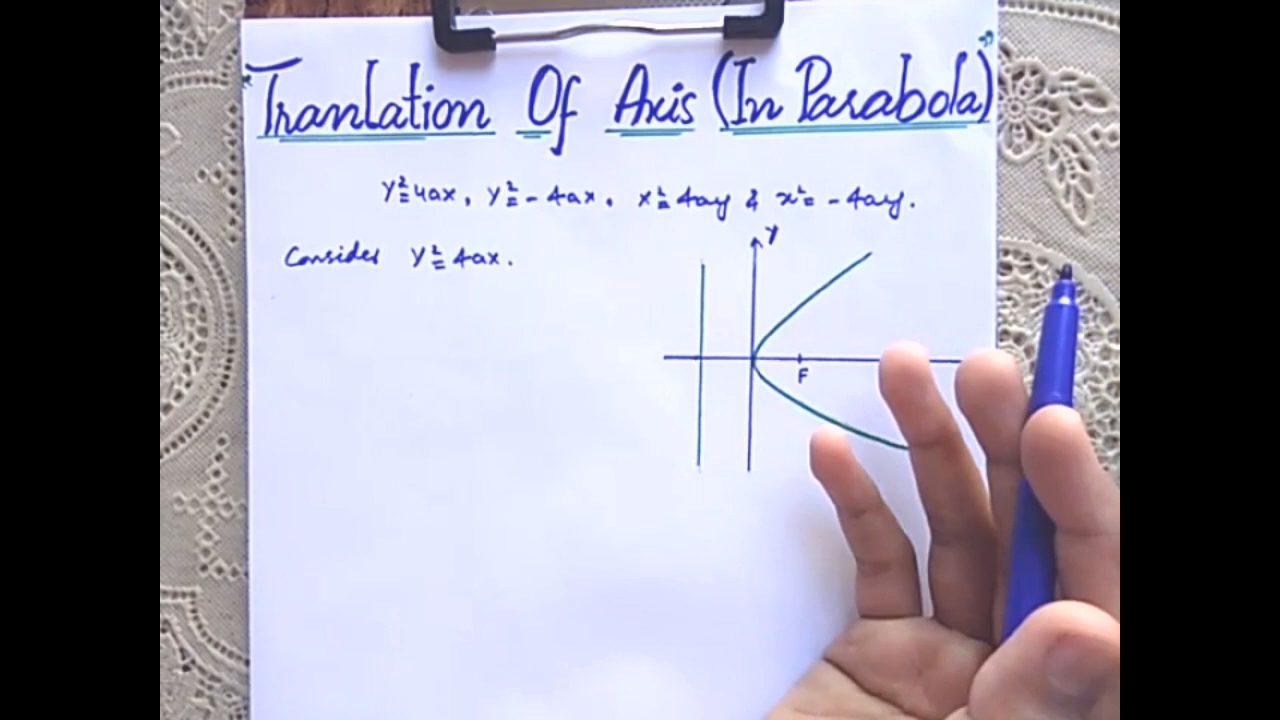 Tranlation Of Axis (In Parabola)
y²=4ax, y²=-4ax, x²=4ay & x²=-4ay.
Consider y²=4ax.
y
F